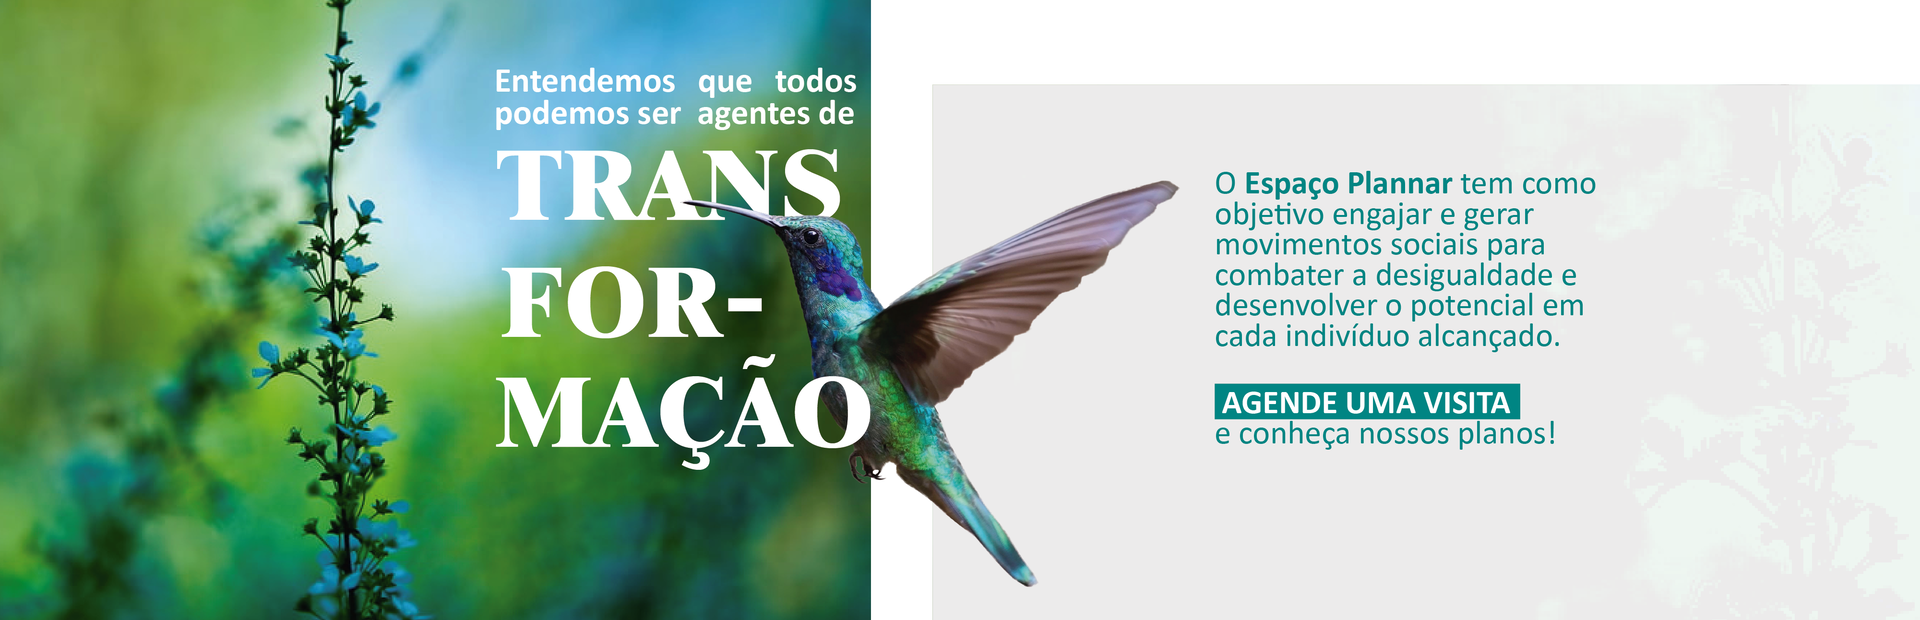 Entendemos que todos
podemos ser agentes de
TRANS
FOR-
MAÇÃO
O Espaço Plannar tem como
objetivo engajar e gerar
movimentos sociais para
combater a desigualdade e
desenvolver o potencial em
cada indivíduo alcançado.
AGENDE UMA VISITA
e conheça nossos planos!